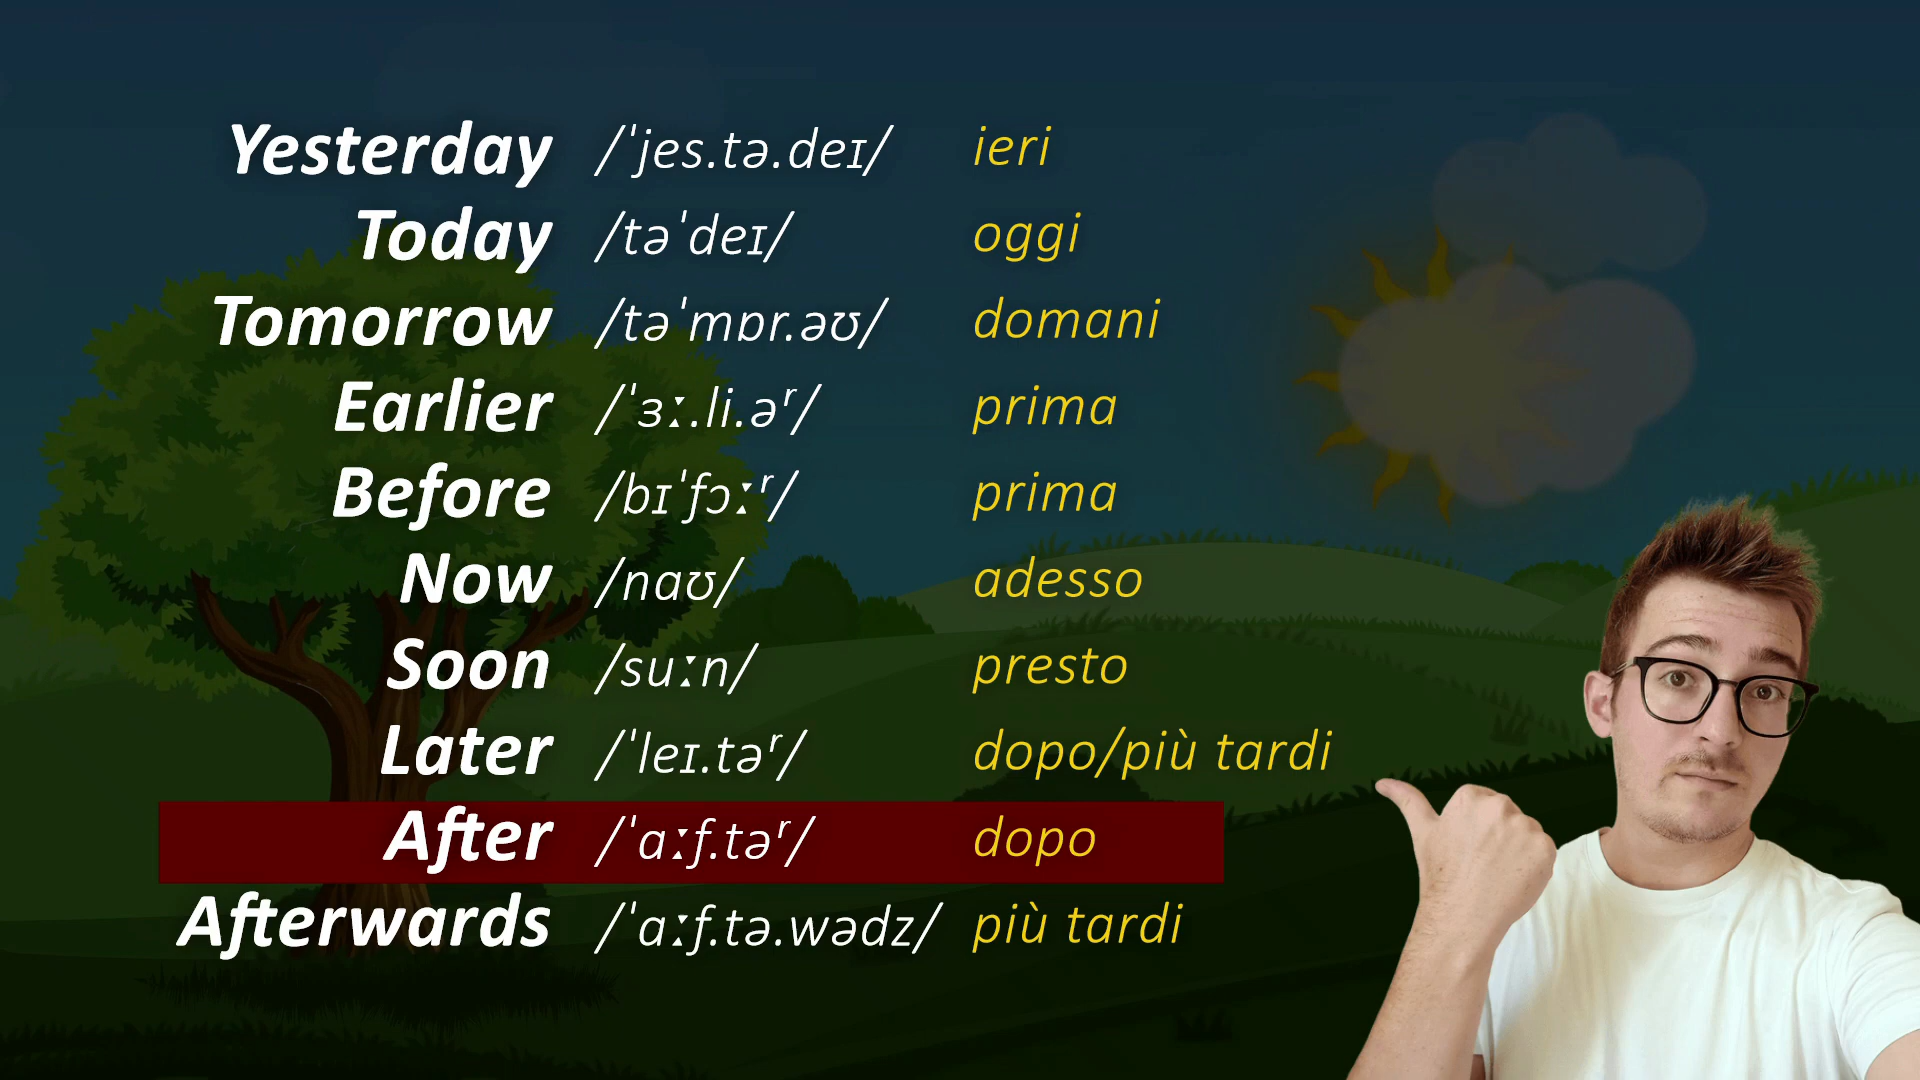 Yesterday /ˈjes.tə.deɪ/ ieri
Today /təˈdeɪ/ oggi
Tomorrow /təˈmɒr.əʊ/ domani
Earlier /ˈɜː.li.əʳ/ prima
Before /bɪˈfɔːʳ/ prima
Now /naʊ/ adesso
Soon /suːn/ presto
Later /ˈleɪ.təʳ/ dopo/più tardi
After /ˈɑːf.təʳ/ dopo
Afterwards /ˈɑːf.tə.wədz/ più tardi